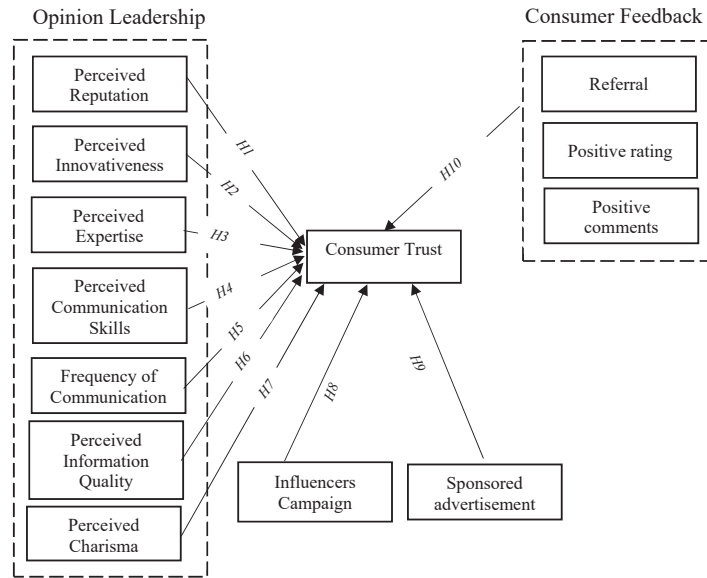 Opinion Leadership
Perceived
Reputation
Perceived
Innovativeness
Perceived
Expertise
Perceived
Communication
Skills
Frequency of
Communication
Perceived
Information
Quality
Perceived
Charisma
H1
H2
H3
H4
H5
H6
H7
Consumer Trust
H8
H9
Influencers
Campaign
Sponsored
advertisement
H10
Consumer Feedback
Referral
Positive rating
Positive
comments